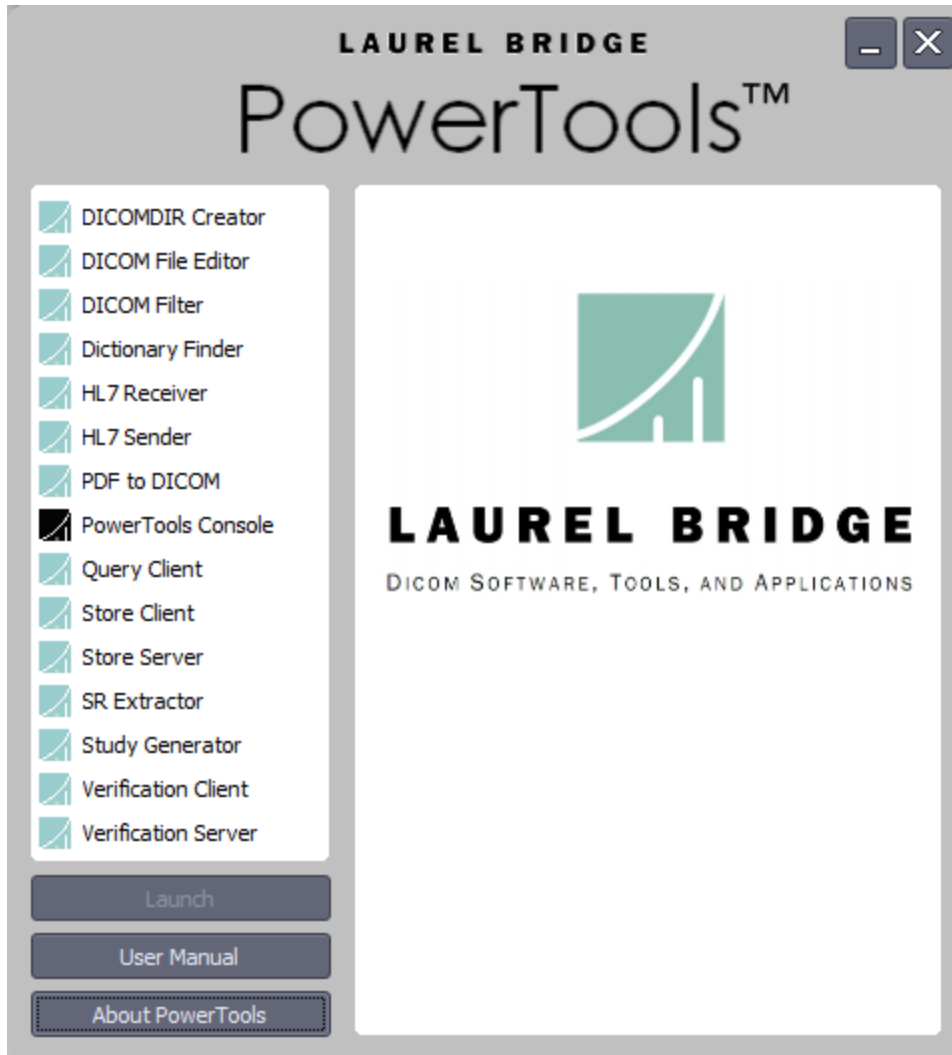 LAUREL BRIDGE
PowerTools™
DICOMDIR Creator
DICOM File Editor
DICOM Filter
Dictionary Finder
HL7 Receiver
HL7 Sender
PDF to DICOM
PowerTools Console
Query Client
Store Client
Store Server
SR Extractor
Study Generator
Verification Client
Verification Server
Launch
User Manual
About PowerTools
LAUREL BRIDGE
DICOM SOFTWARE, TOOLS, AND APPLICATIONS